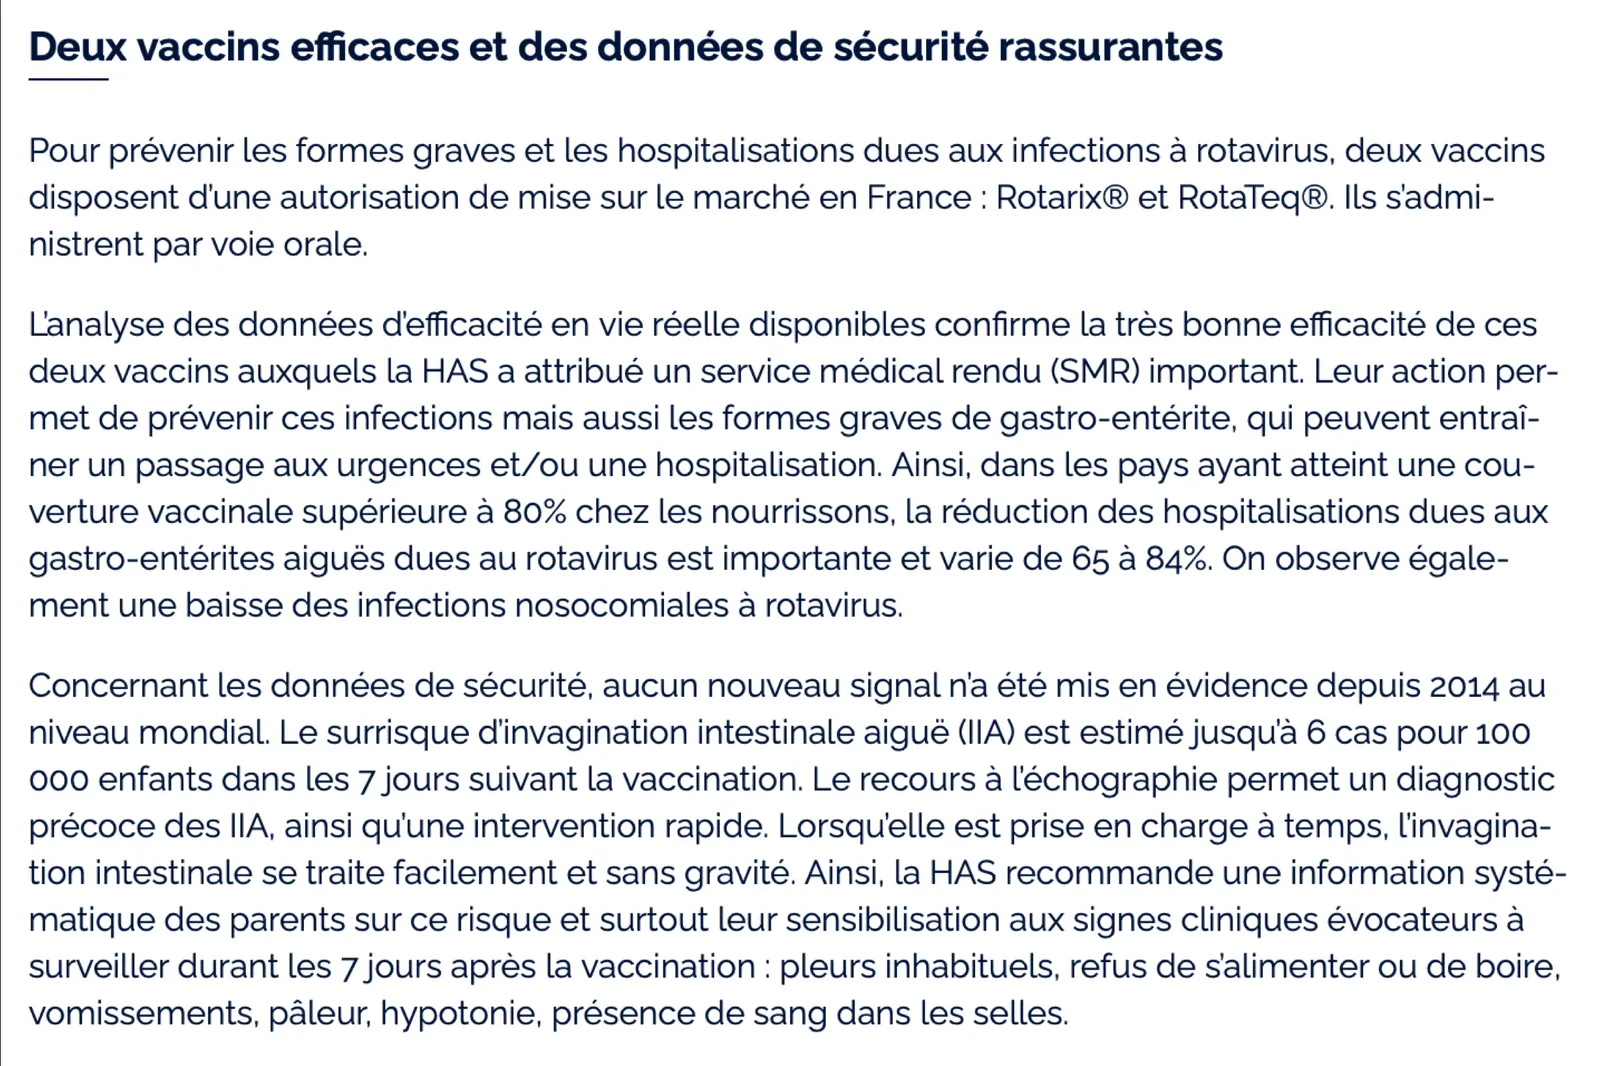 Deux vaccins efficaces et des données de sécurité rassurantes
Pour prévenir les formes graves et les hospitalisations dues aux infections à rotavirus, deux vaccins
disposent d’une autorisation de mise sur le marché en France : Rotarix® et RotaTeq®. Ils s’admi-
nistrent par voie orale.
L’analyse des données d’efficacité en vie réelle disponibles confirme la très bonne efficacité de ces
deux vaccins auxquels la HAS a attribué un service médical rendu (SMR) important. Leur action per-
met de prévenir ces infections mais aussi les formes graves de gastro-entérite, qui peuvent entraî-
ner un passage aux urgences et/ou une hospitalisation. Ainsi, dans les pays ayant atteint une cou-
verture vaccinale supérieure à 80% chez les nourrissons, la réduction des hospitalisations dues aux
gastro-entérites aiguës dues au rotavirus est importante et varie de 65 à 84%. On observe égale-
ment une baisse des infections nosocomiales à rotavirus.
Concernant les données de sécurité, aucun nouveau signal n’a été mis en évidence depuis 2014 au
niveau mondial. Le surrisque d’invagination intestinale aiguë (IIA) est estimé jusqu’à 6 cas pour 100
000 enfants dans les 7 jours suivant la vaccination. Le recours à l’échographie permet un diagnostic
précoce des IIA, ainsi qu’une intervention rapide. Lorsqu’elle est prise en charge à temps, l’invagina-
tion intestinale se traite facilement et sans gravité. Ainsi, la HAS recommande une information systé-
matique des parents sur ce risque et surtout leur sensibilisation aux signes cliniques évocateurs à
surveiller durant les 7 jours après la vaccination : pleurs inhabituels, refus de s’alimenter ou de boire,
vomissements, pâleur, hypotonie, présence de sang dans les selles.